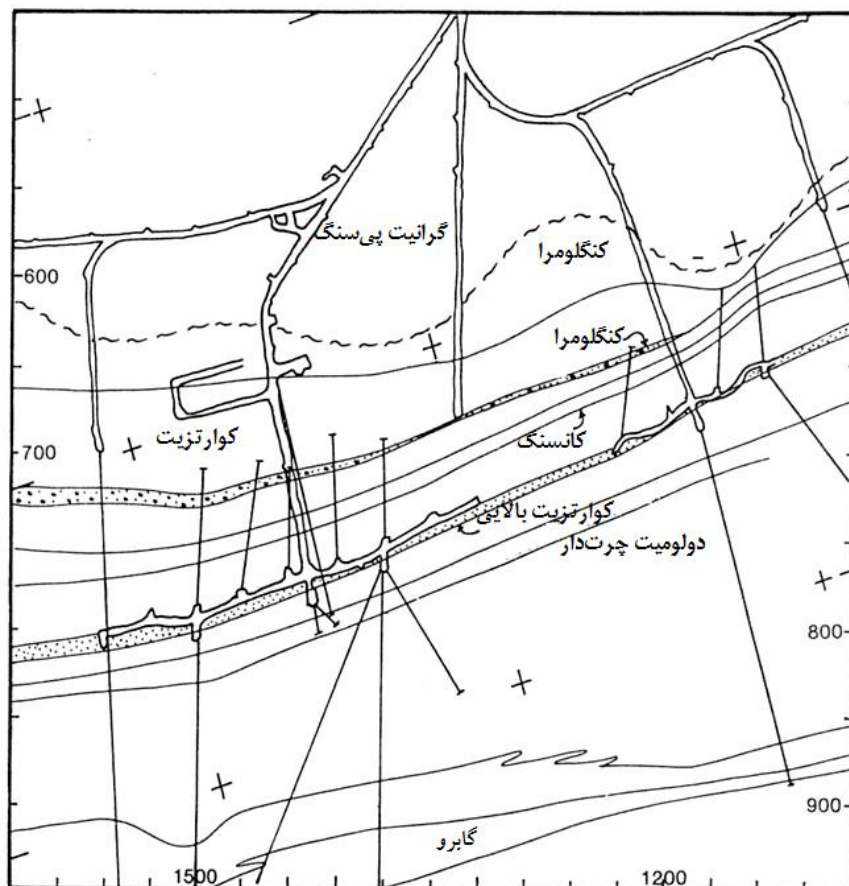 گرانیت پی‌سنگ
کنگلومرا
600
کنگلومرا
کوارتزیت
کانسنگ
700
کوارتزیت بالایی
دولومیت چرت‌دار
800
900
گابرو
1500
1200